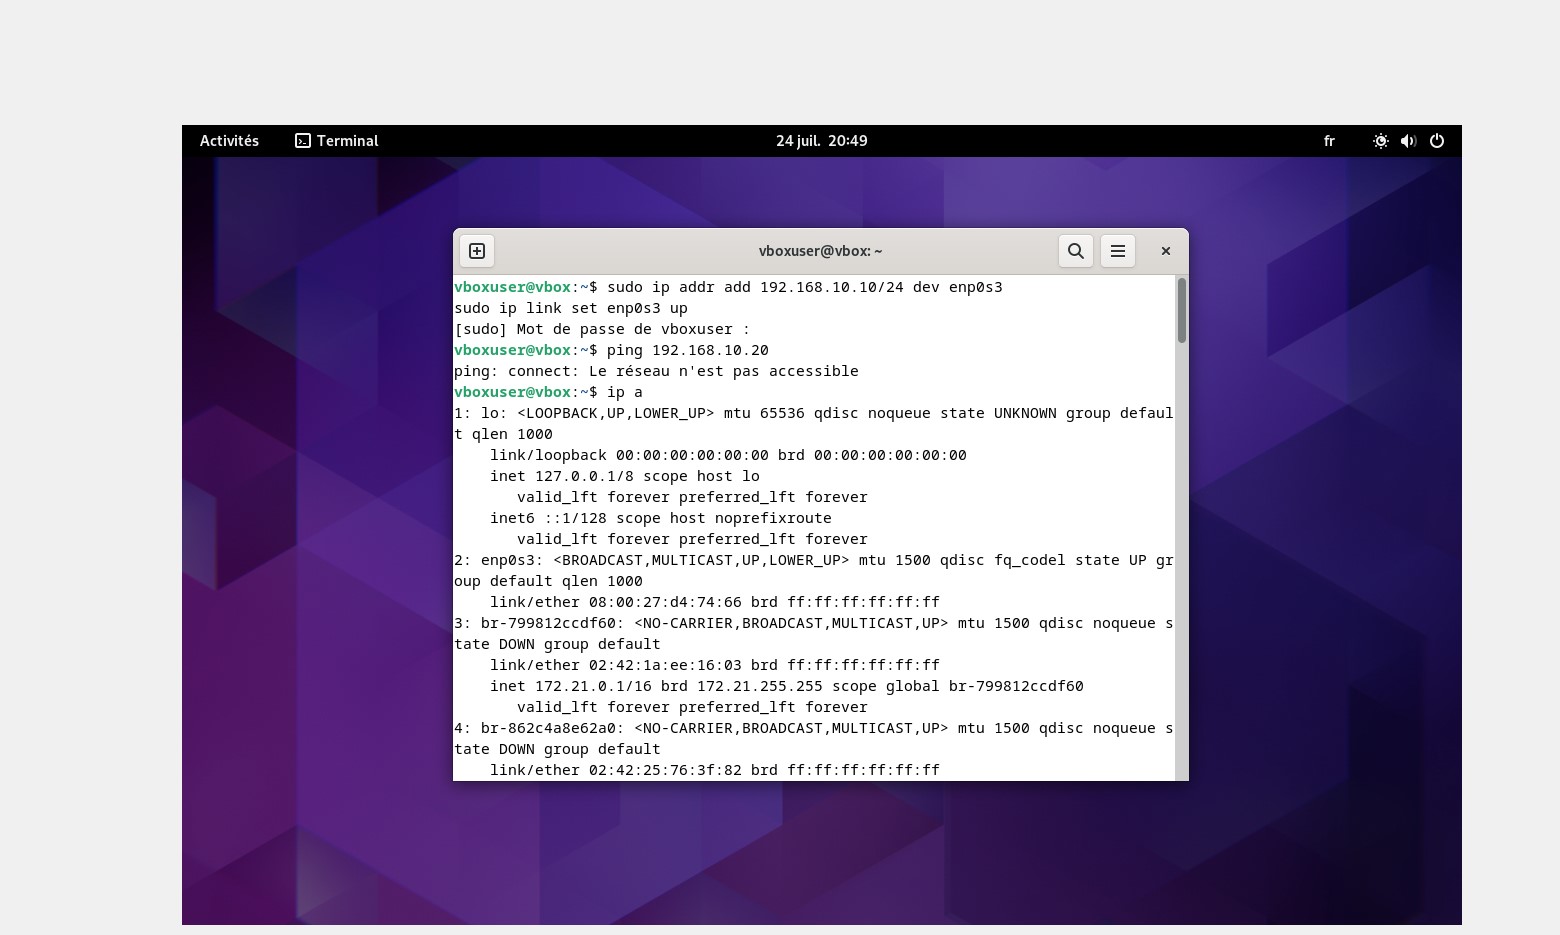 Activités
Terminal
24 juil. 20:49
fr
vboxuser@vbox: ~
vboxuser@vbox:~$ sudo ip addr add 192.168.10.10/24 dev enp0s3
sudo ip link set enp0s3 up
[sudo] Mot de passe de vboxuser :
vboxuser@vbox:~$ ping 192.168.10.20
ping: connect: Le réseau n'est pas accessible
vboxuser@vbox:~$ ip a
1: lo: <LOOPBACK,UP,LOWER_UP> mtu 65536 qdisc noqueue state UNKNOWN group defaul
t qlen 1000
    link/loopback 00:00:00:00:00:00 brd 00:00:00:00:00:00
    inet 127.0.0.1/8 scope host lo
       valid_lft forever preferred_lft forever
    inet6 ::1/128 scope host noprefixroute
       valid_lft forever preferred_lft forever
2: enp0s3: <BROADCAST,MULTICAST,UP,LOWER_UP> mtu 1500 qdisc fq_codel state UP gr
oup default qlen 1000
    link/ether 08:00:27:d4:74:66 brd ff:ff:ff:ff:ff:ff
3: br-799812ccdf60: <NO-CARRIER,BROADCAST,MULTICAST,UP> mtu 1500 qdisc noqueue s
tate DOWN group default
    link/ether 02:42:1a:ee:16:03 brd ff:ff:ff:ff:ff:ff
    inet 172.21.0.1/16 brd 172.21.255.255 scope global br-799812ccdf60
       valid_lft forever preferred_lft forever
4: br-862c4a8e62a0: <NO-CARRIER,BROADCAST,MULTICAST,UP> mtu 1500 qdisc noqueue s
tate DOWN group default
    link/ether 02:42:25:76:3f:82 brd ff:ff:ff:ff:ff:ff